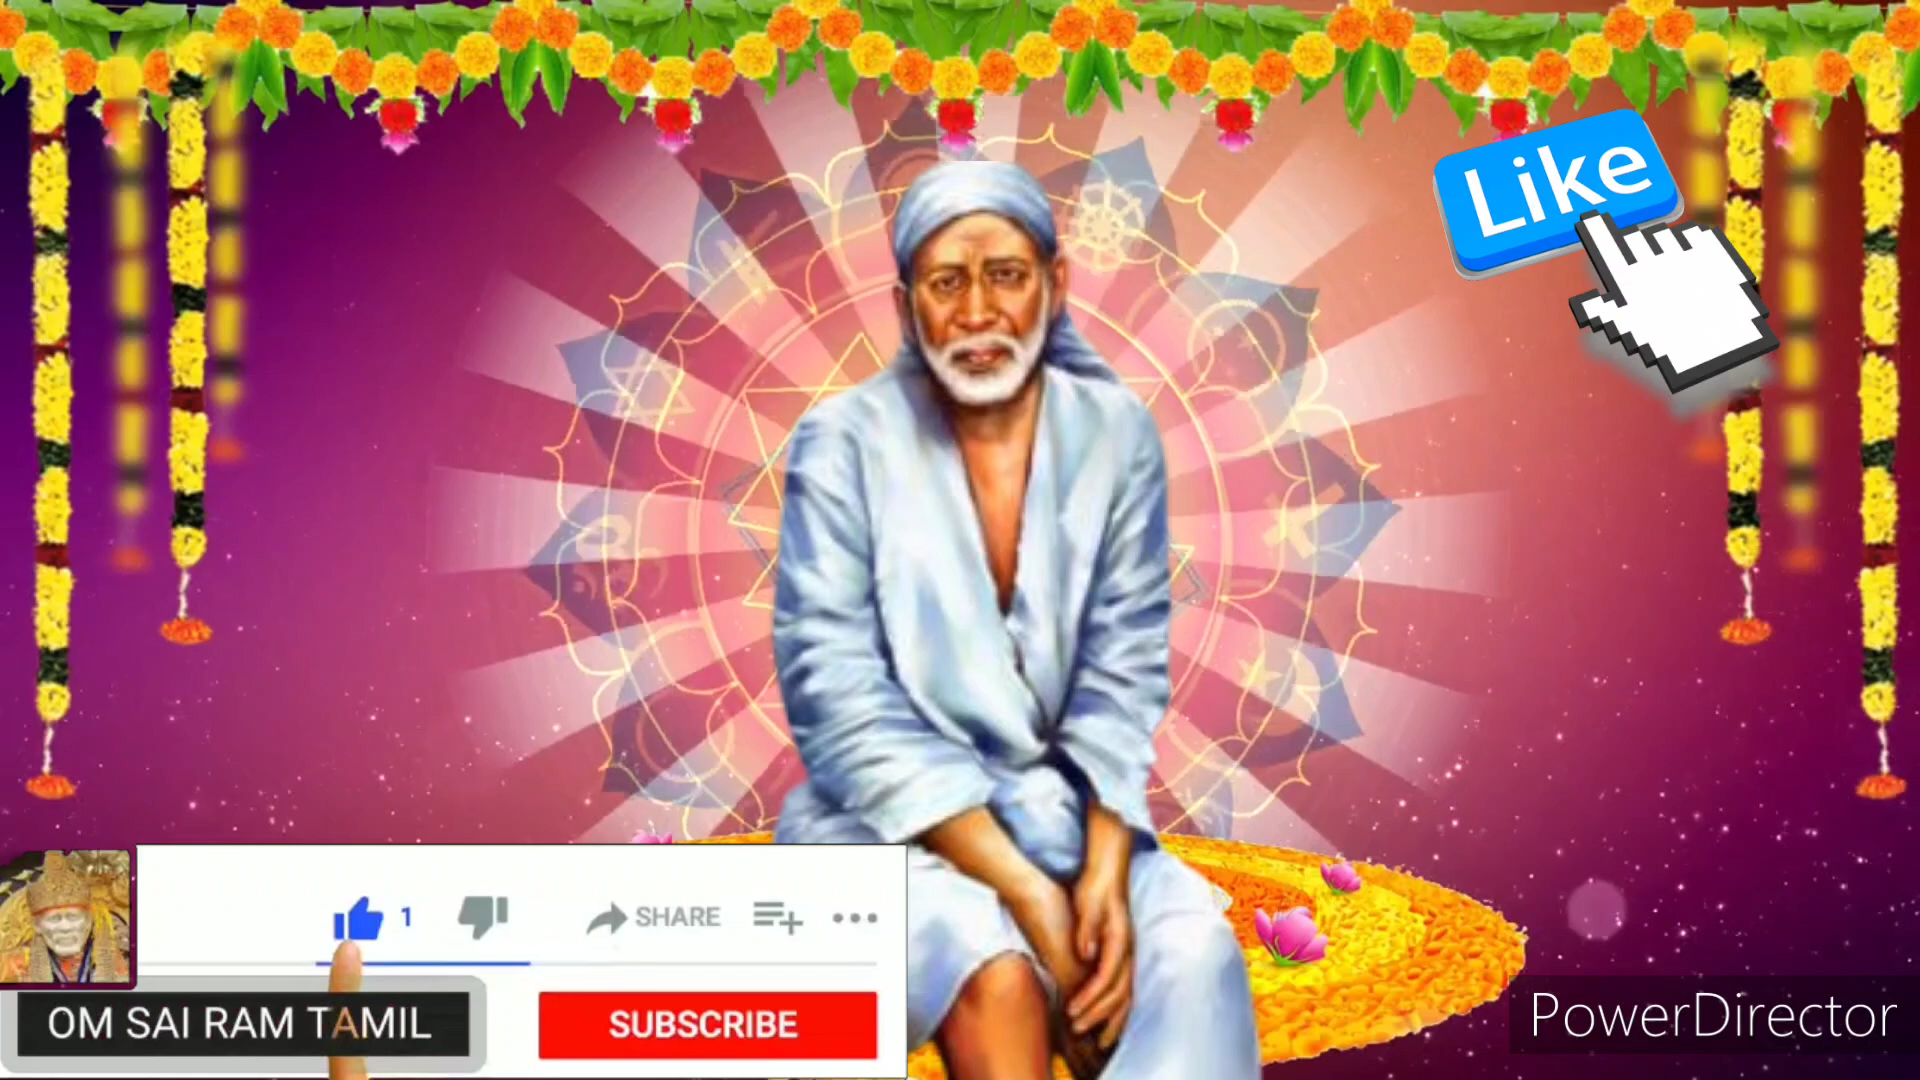 Like
1
SHARE
OM SAI RAM TAMIL
SUBSCRIBE
PowerDirector